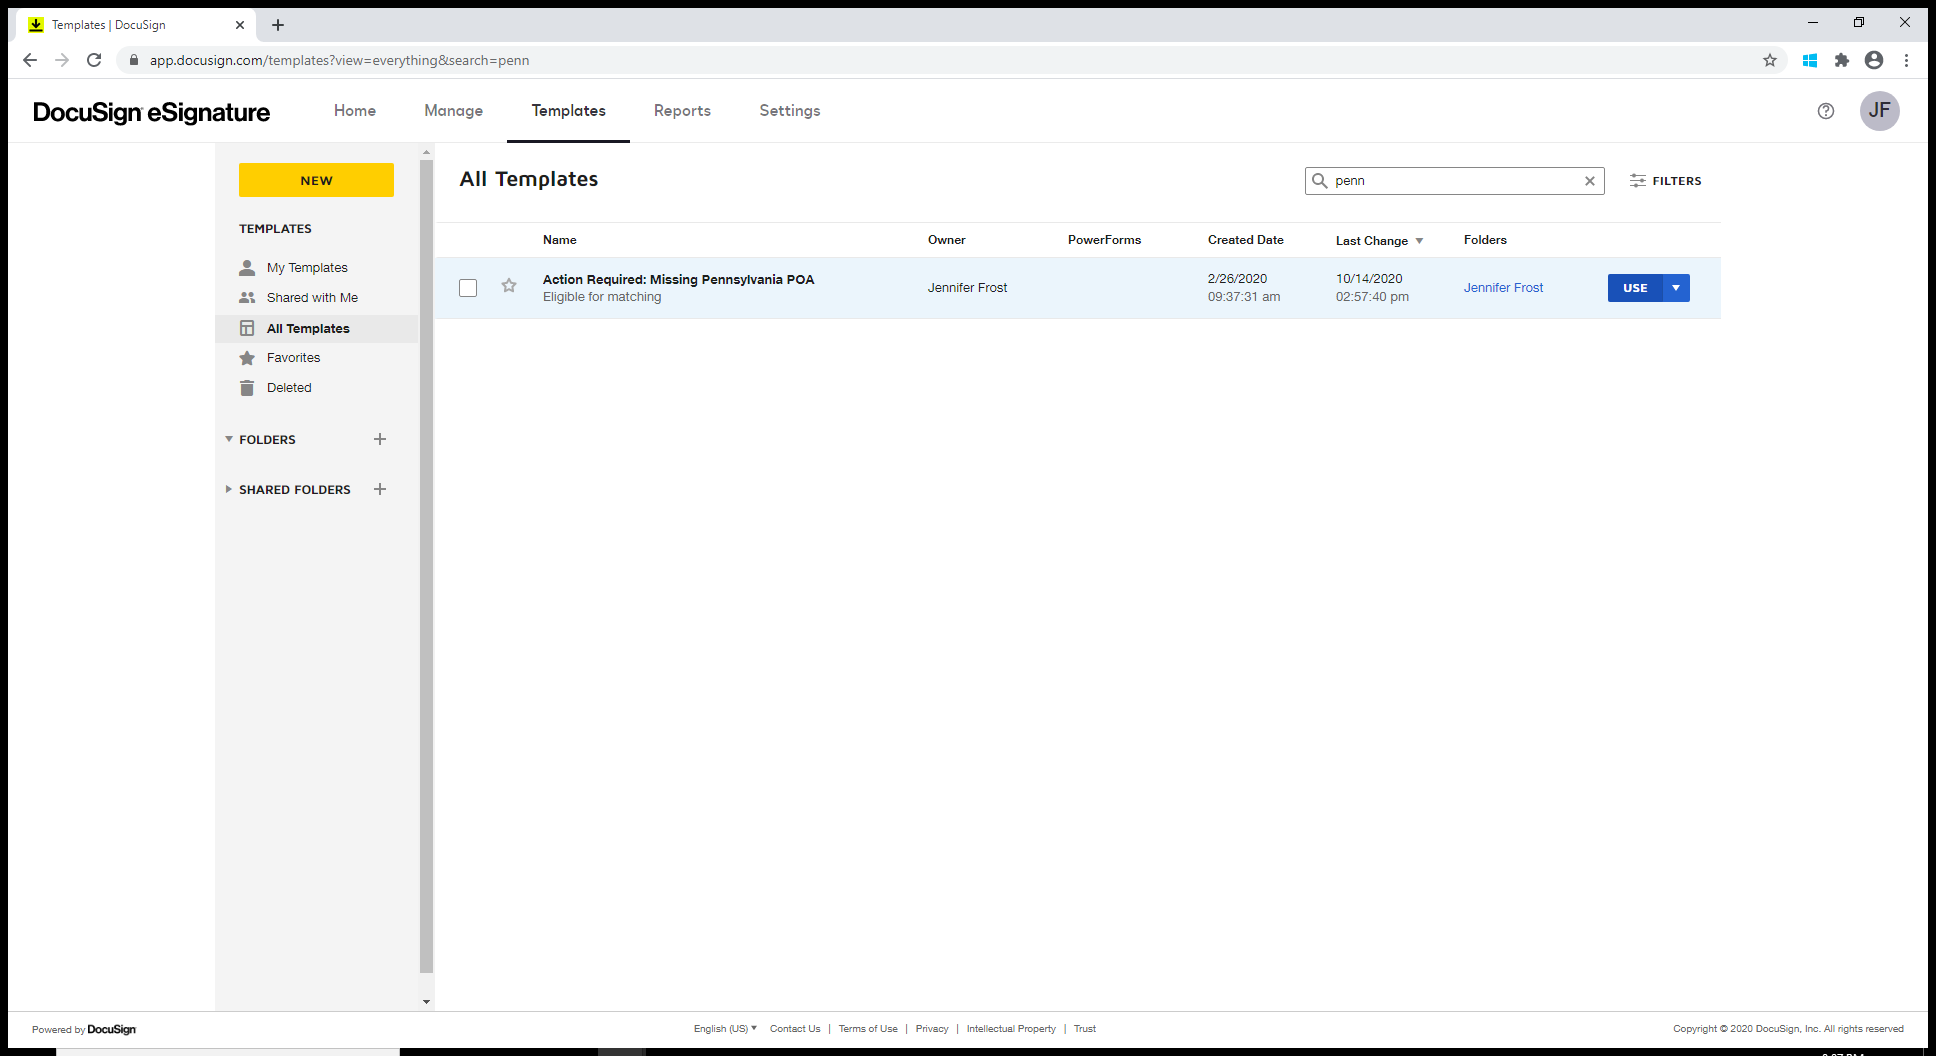 Templates | DocuSign
app.docusign.com/templates?view=everything&search=penn
DocuSign eSignature
Home
Manage
Templates
Reports
Settings
JF
NEW
TEMPLATES
My Templates
Shared with Me
All Templates
Favorites
Deleted
FOLDERS
SHARED FOLDERS
All Templates
penn
FILTERS
Name
Owner
PowerForms
Created Date
Last Change
Folders
Action Required: Missing Pennsylvania POA
Eligible for matching
Jennifer Frost
2/26/2020
09:37:31 am
10/14/2020
02:57:40 pm
Jennifer Frost
USE
Powered by DocuSign
English (US)
Contact Us | Terms of Use | Privacy | Intellectual Property | Trust
Copyright © 2020 DocuSign, Inc. All rights reserved